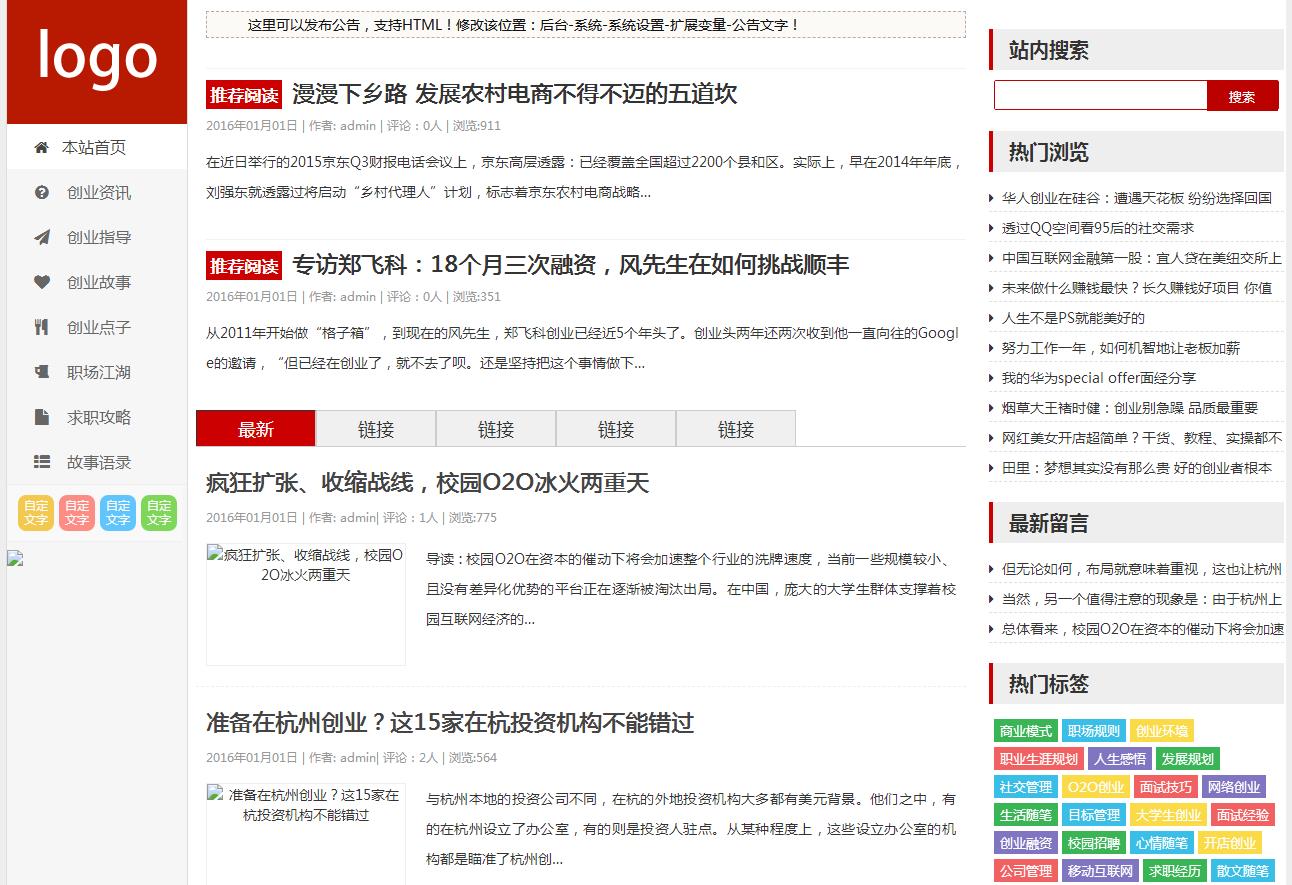 logo
本站首页
创业资讯
创业指导
创业故事
创业点子
职场江湖
求职攻略
故事语录
自定 自定 自定 自定
文字 文字 文字 文字
这里可以发布公告，支持HTML！修改该位置：后台-系统-系统设置-扩展变量-公告文字！
推荐阅读 漫漫下乡路 发展农村电商不得不迈的五道坎
2016年01月01日 | 作者: admin | 评论：0人 | 浏览:911
在近日举行的2015京东Q3财报电话会议上，京东高层透露：已经覆盖全国超过2200个县和区。实际上，早在2014年年底，
刘强东就透露过将启动“乡村代理人”计划，标志着京东农村电商战略...
推荐阅读 专访郑飞科：18个月三次融资，风先生在如何挑战顺丰
2016年01月01日 | 作者: admin | 评论：0人 | 浏览:351
从2011年开始做“格子箱”，到现在的风先生，郑飞科创业已经近5个年头了。创业头两年还两次收到他一直向往的Googl
e的邀请，“但已经在创业了，就不去了呗。还是坚持把这个事情做下...
最新 链接 链接 链接 链接
疯狂扩张、收缩战线，校园O2O冰火两重天
2016年01月01日 | 作者: admin| 评论：1人 | 浏览:775
疯狂扩张、收缩战线，校园O
2O冰火两重天
导读 : 校园O2O在资本的催动下将会加速整个行业的洗牌速度，当前一些规模较小、
且没有差异化优势的平台正在逐渐被淘汰出局。在中国，庞大的大学生群体支撑着校
园互联网经济的...
准备在杭州创业？这15家在杭投资机构不能错过
2016年01月01日 | 作者: admin| 评论：2人 | 浏览:564
准备在杭州创业？这15家在
杭投资机构不能错过
与杭州本地的投资公司不同，在杭的外地投资机构大多都有美元背景。他们之中，有
的在杭州设立了办公室，有的则是投资人驻点。从某种程度上，这些设立办公室的机
构都是瞄准了杭州创...
站内搜索
搜索
热门浏览
华人创业在硅谷：遭遇天花板 纷纷选择回国
透过QQ空间看95后的社交需求
中国互联网金融第一股：宜人贷在美纽交所上
未来做什么赚钱最快？长久赚钱好项目 你值
人生不是PS就能美好的
努力工作一年，如何机智地让老板加薪
我的华为special offer面经分享
烟草大王褚时健：创业别急躁 品质最重要
网红美女开店超简单？干货、教程、实操都不
田里：梦想其实没有那么贵 好的创业者根本
最新留言
但无论如何，布局就意味着重视，这也让杭州
当然，另一个值得注意的现象是：由于杭州上
总体看来，校园O2O在资本的催动下将会加速
热门标签
商业模式 职场规则 创业环境
职业生涯规划 人生感悟 发展规划
社交管理 O2O创业 面试技巧 网络创业
生活随笔 目标管理 大学生创业 面试经验
创业融资 校园招聘 心情随笔 开店创业
公司管理 移动互联网 求职经历 散文随笔